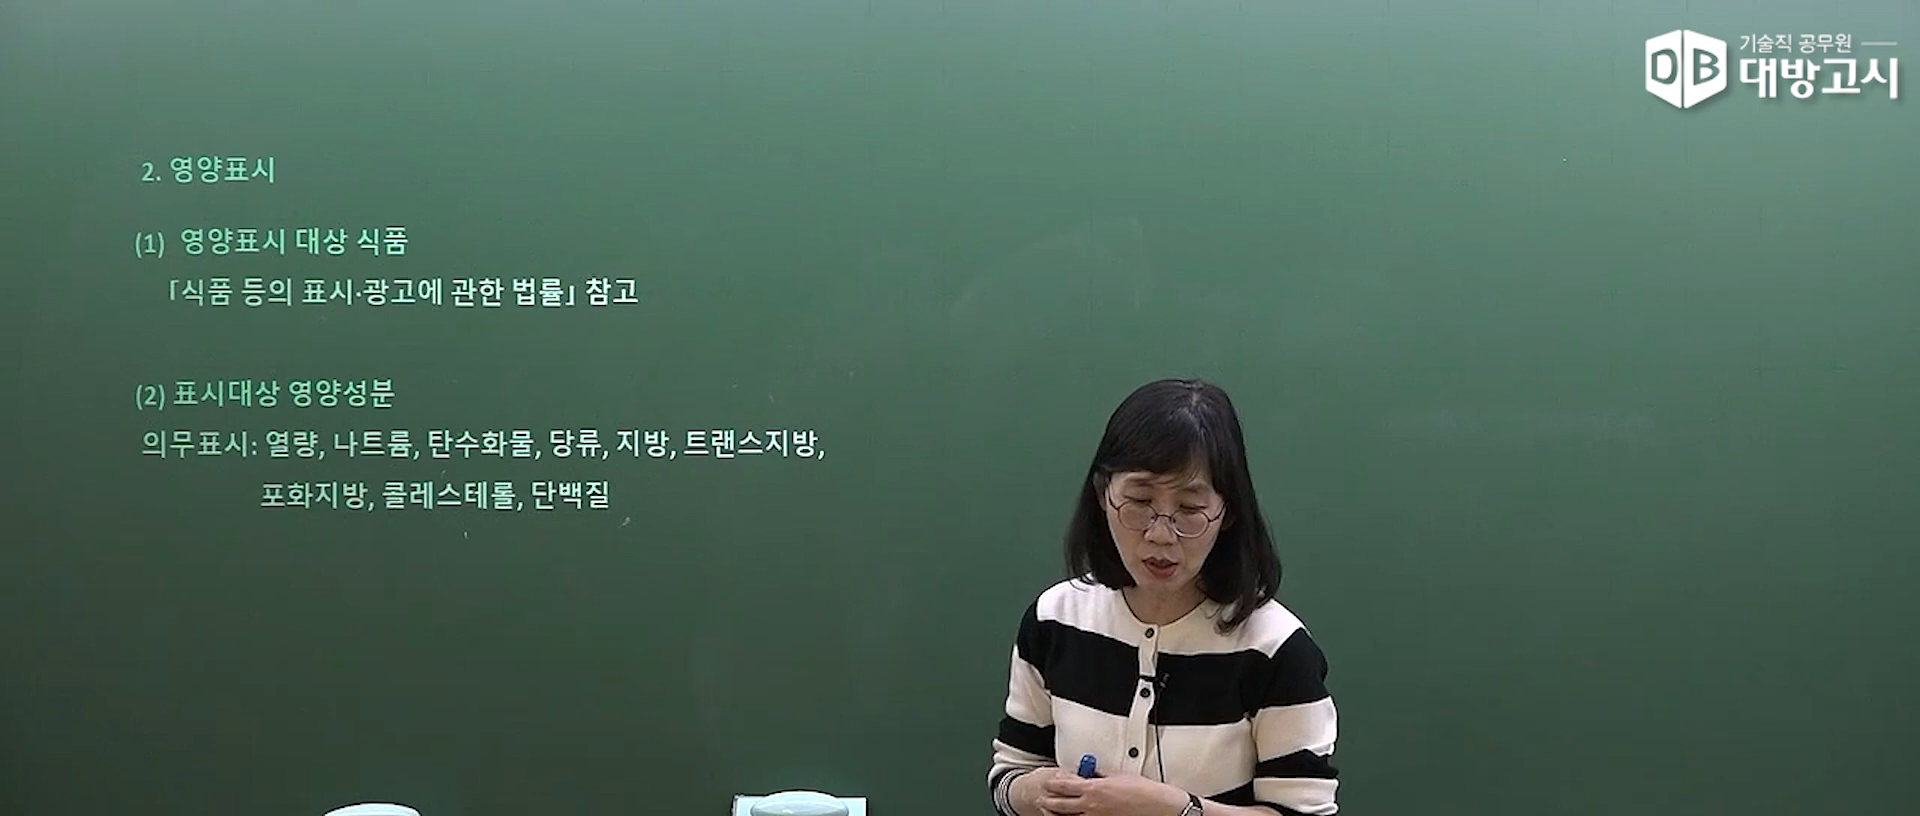 기술직 공무원
DB 대방고시
2. 영양표시
(1) 영양표시 대상 식품
「식품 등의 표시·광고에 관한 법률」 참고
(2) 표시대상 영양성분
의무표시: 열량, 나트륨, 탄수화물, 당류, 지방, 트랜스지방,
포화지방, 콜레스테롤, 단백질